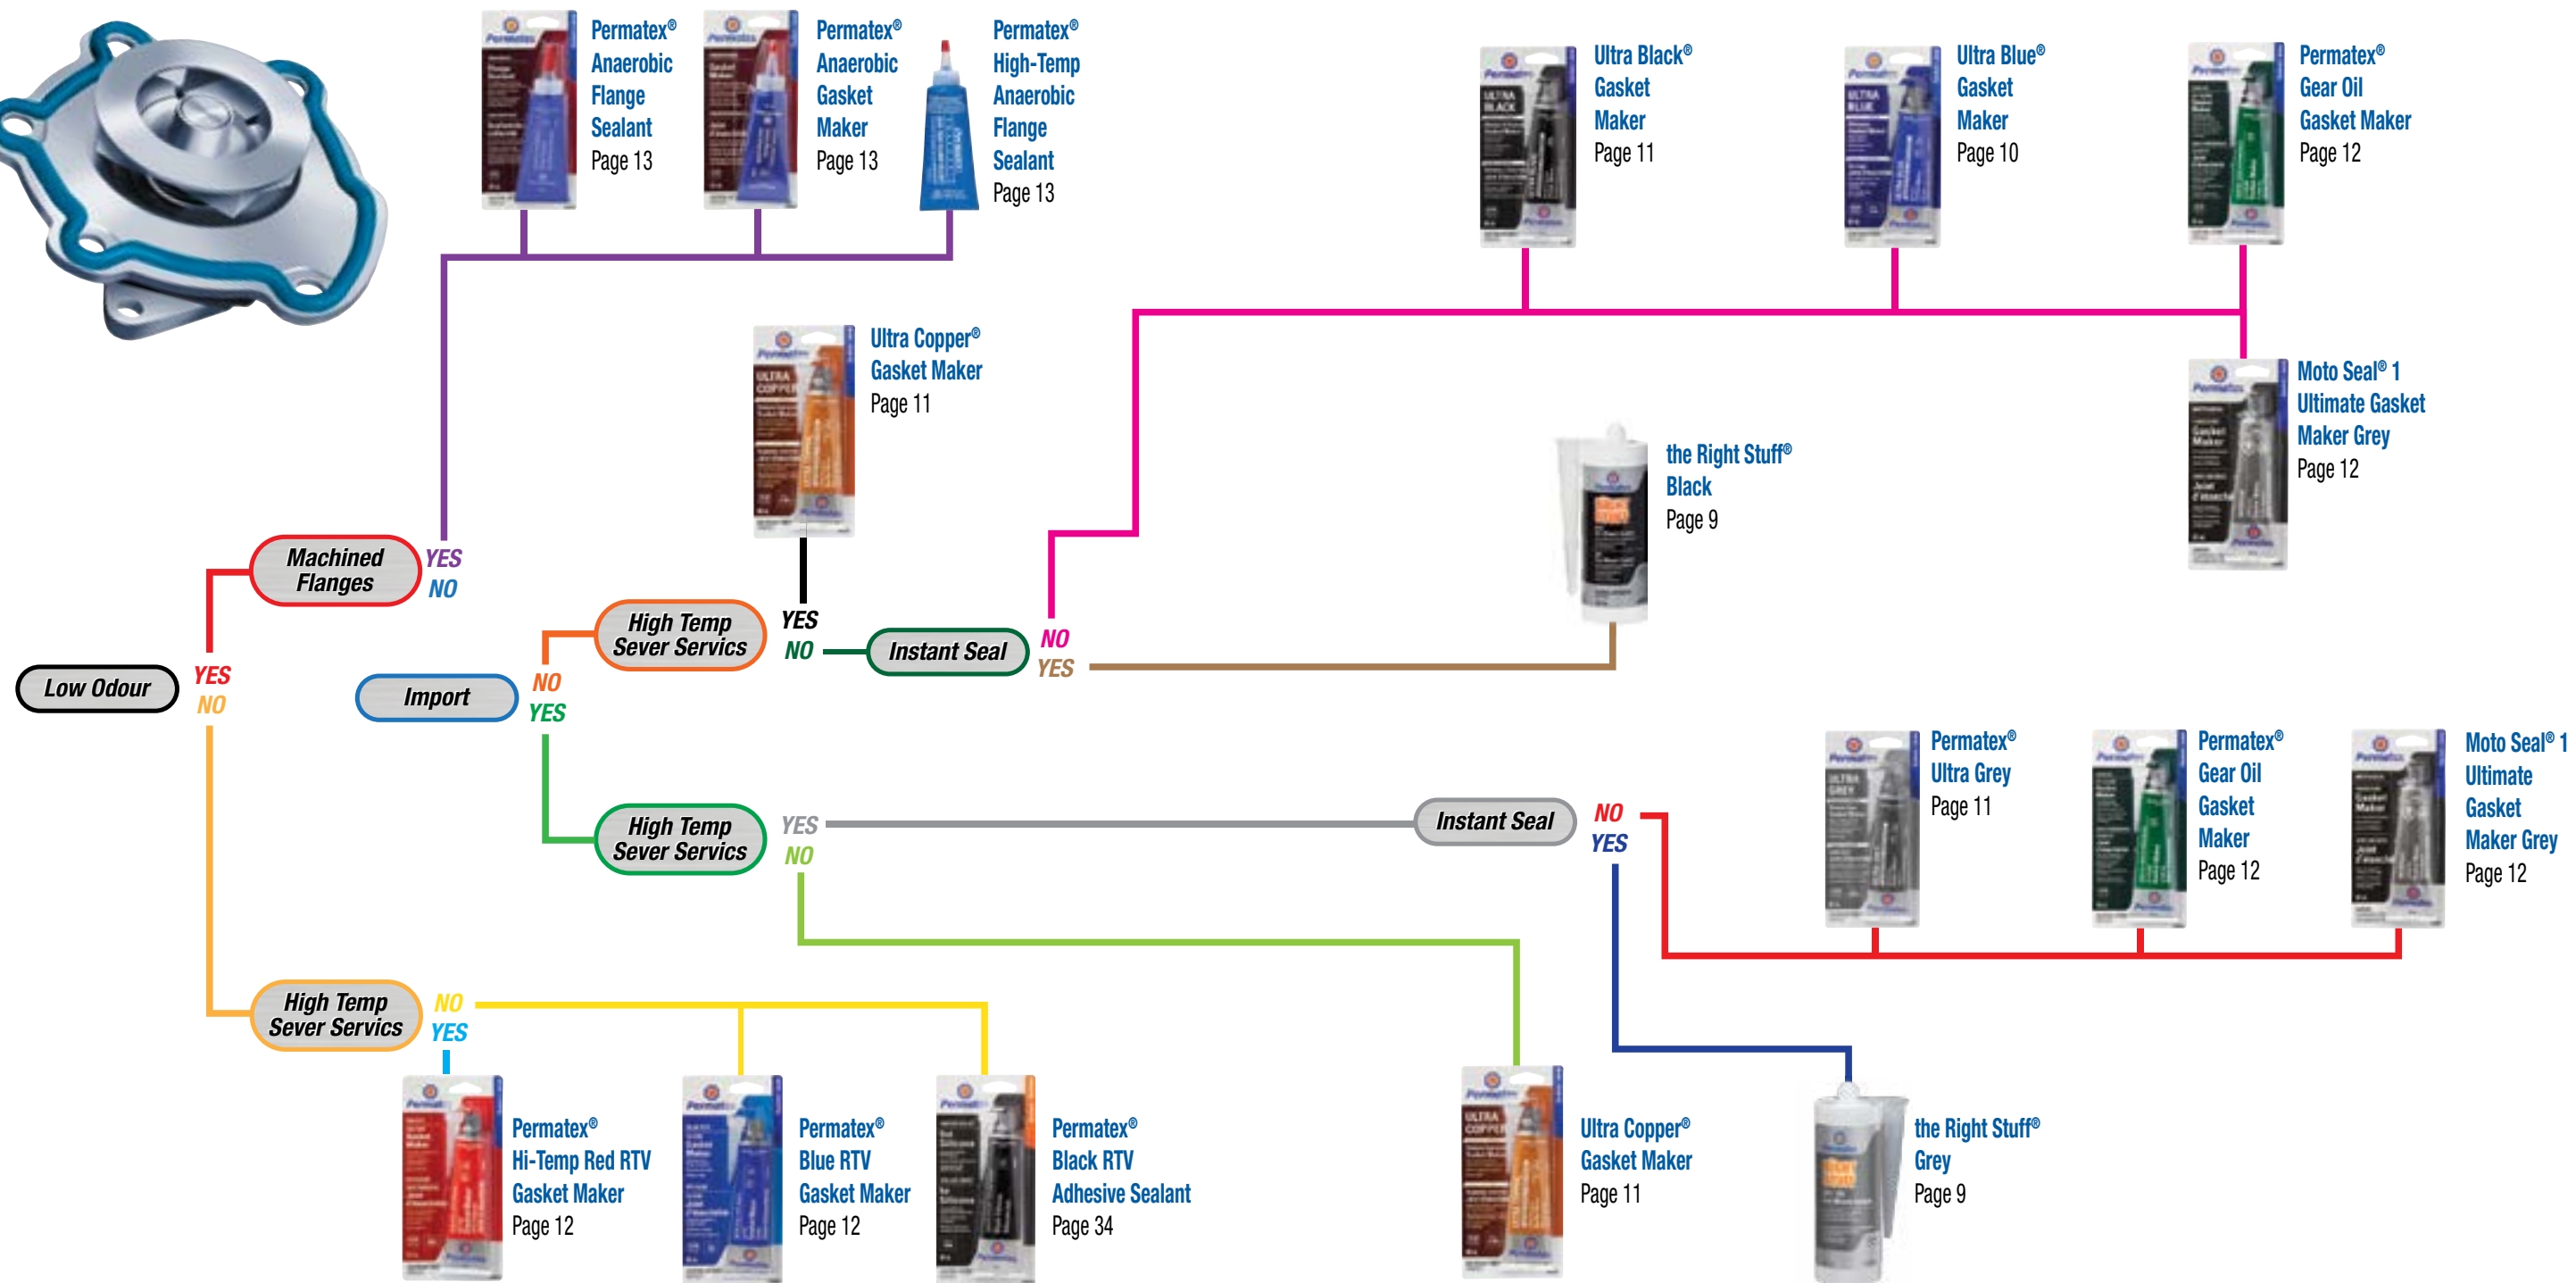 Permatex®
Anaerobic
Flange
Sealant
Page 13
Permatex®
Anaerobic
Gasket
Maker
Page 13
Permatex®
High-Temp
Anaerobic
Flange
Sealant
Page 13
Ultra Black®
Gasket
Maker
Page 11
Ultra Blue®
Gasket
Maker
Page 10
Permatex®
Gear Oil
Gasket Maker
Page 12
Ultra Copper®
Gasket Maker
Page 11
Moto Seal® 1
Ultimate Gasket
Maker Grey
Page 12
the Right Stuff®
Black
Page 9
Machined
Flanges
YES
NO
High Temp
Sever Servics
YES
NO
Instant Seal
NO
YES
Low Odour
YES
NO
Import
NO
YES
High Temp
Sever Servics
YES
NO
Instant Seal
NO
YES
Permatex®
Ultra Grey
Page 11
Permatex®
Gear Oil
Gasket
Maker
Page 12
Moto Seal® 1
Ultimate
Gasket
Maker Grey
Page 12
High Temp
Sever Servics
NO
YES
Permatex®
Hi-Temp Red RTV
Gasket Maker
Page 12
Permatex®
Blue RTV
Gasket Maker
Page 12
Permatex®
Black RTV
Adhesive Sealant
Page 34
Ultra Copper®
Gasket Maker
Page 11
the Right Stuff®
Grey
Page 9